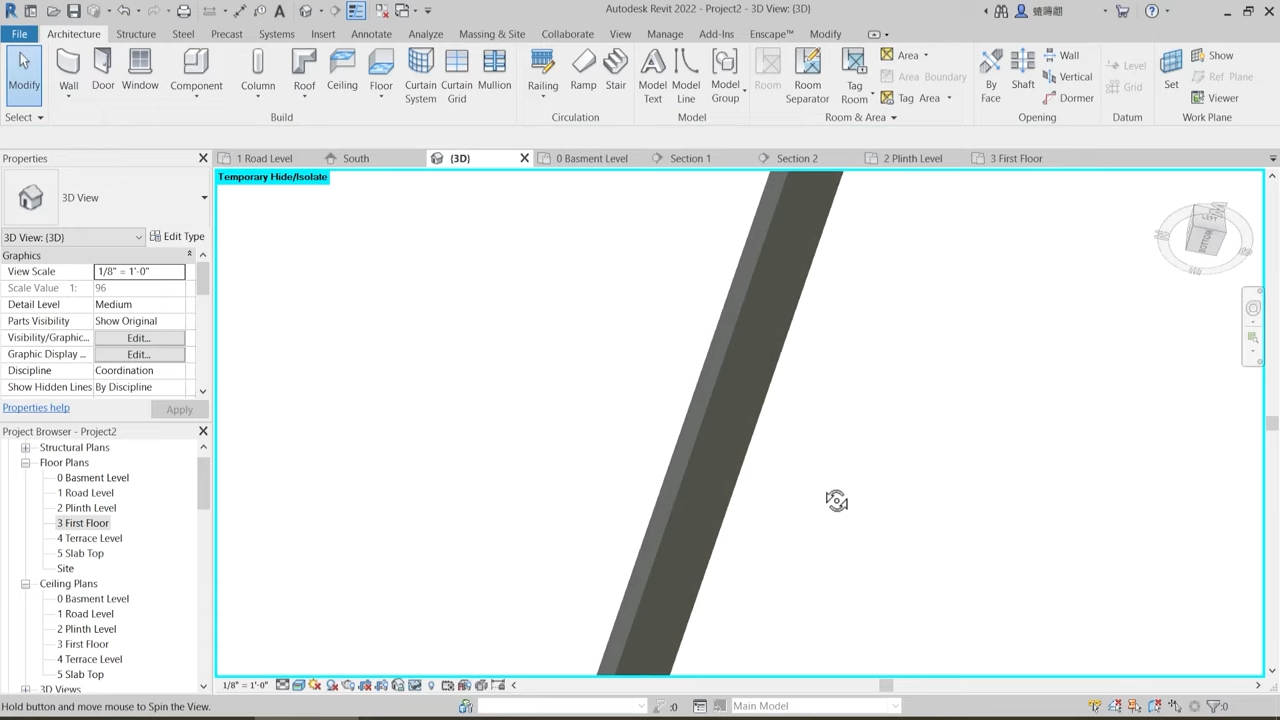 Autodesk Revit 2022 - Project2 - 3D View: {3D}
File Architecture Structure Steel Precast Systems Insert Annotate Analyze Massing & Site Collaborate View Manage Add-Ins Enscape™ Modify
Modify Wall Door Window Component Column Roof Ceiling Floor Curtain System Curtain Grid Mullion Railing Ramp Stair Model Text Model Line Model Group Room Room Separator Tag Room By Face Shaft Set
Area Wall Level Show
Area Boundary Vertical Grid Ref Plane
Tag Area Dormer Viewer
Select Build Circulation Model Room & Area Opening Datum Work Plane
Properties 1 Road Level South {3D} 0 Basment Level Section 1 Section 2 2 Plinth Level 3 First Floor
Temporary Hide/Isolate
3D View
3D View: {3D} Edit Type
Graphics
View Scale 1/8" = 1'-0"
Scale Value 1: 96
Detail Level Medium
Parts Visibility Show Original
Visibility/Graphic... Edit...
Graphic Display ... Edit...
Discipline Coordination
Show Hidden Lines By Discipline
Properties help Apply
Project Browser - Project2
Structural Plans
Floor Plans
0 Basment Level
1 Road Level
2 Plinth Level
3 First Floor
4 Terrace Level
5 Slab Top
Site
Ceiling Plans
0 Basment Level
1 Road Level
2 Plinth Level
3 First Floor
4 Terrace Level
5 Slab Top
3D Views
LEFT
BOTTOM
1/8" = 1'-0"
Hold button and move mouse to Spin the View. :0 Main Model :0